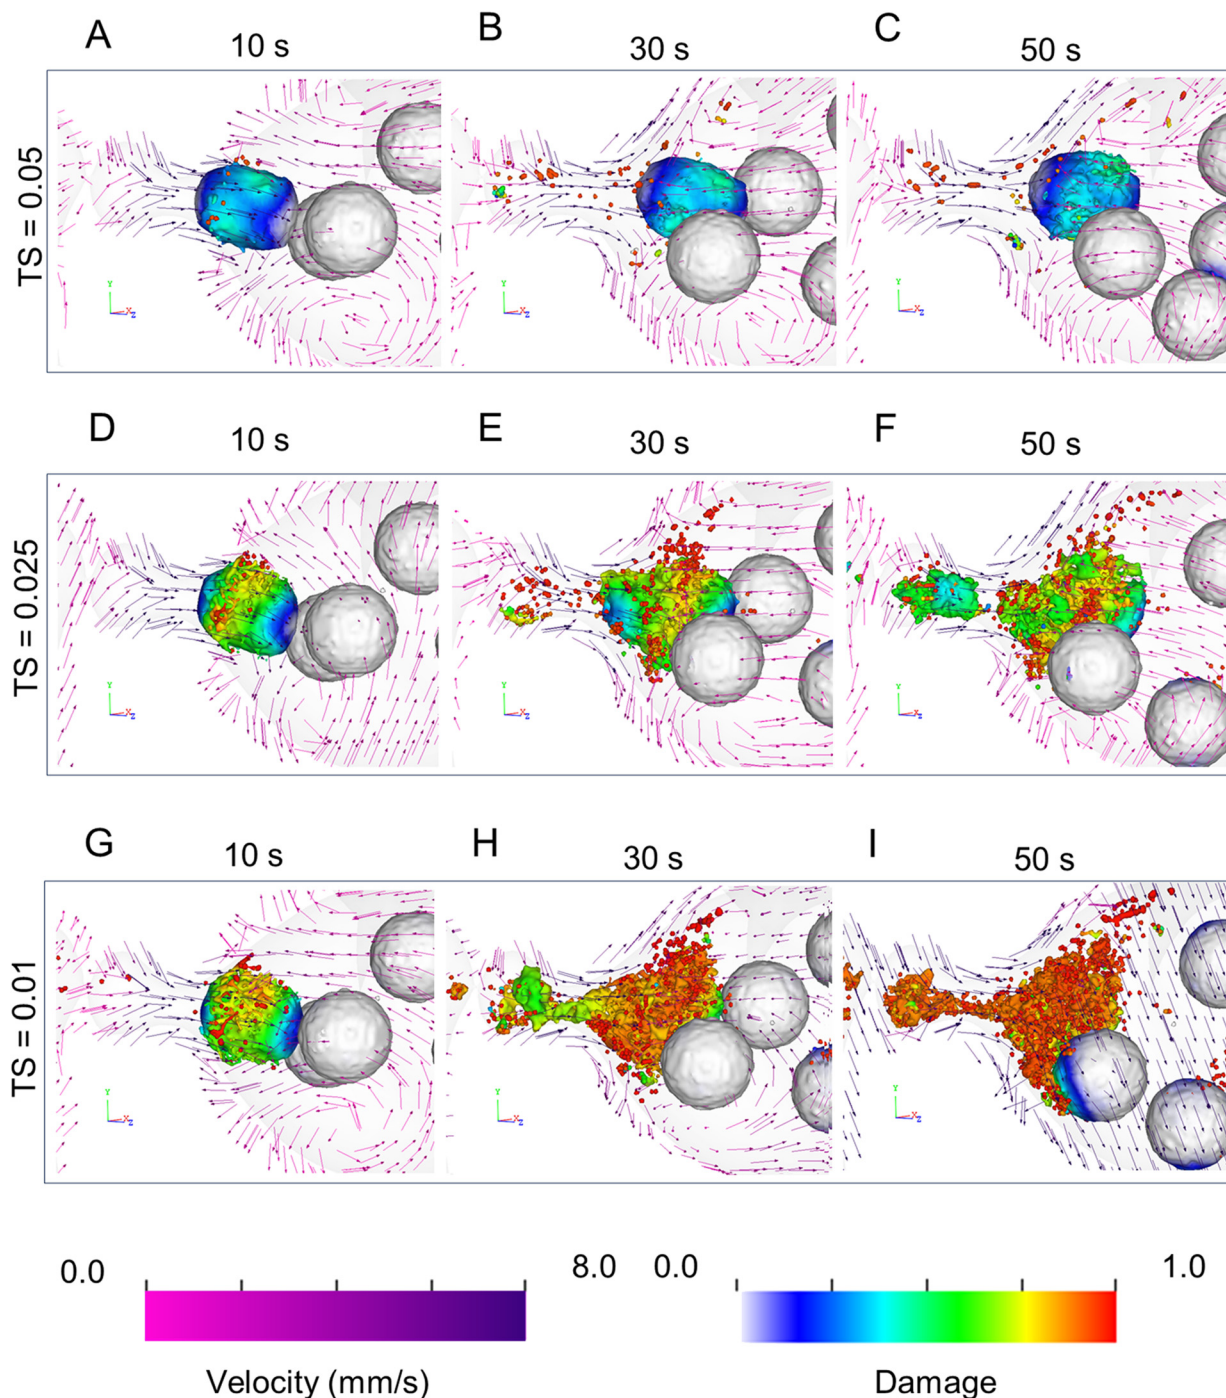 A
10 s
B
30 s
C
50 s
TS = 0.05
Y
X
Z
Y
X
Z
Y
X
Z
D
10 s
E
30 s
F
50 s
TS = 0.025
Y
X
Z
Y
X
Z
Y
X
Z
G
10 s
H
30 s
I
50 s
TS = 0.01
Y
X
Z
Y
X
Z
Y
X
Z
0.0
8.0
0.0
1.0
Velocity (mm/s)
Damage